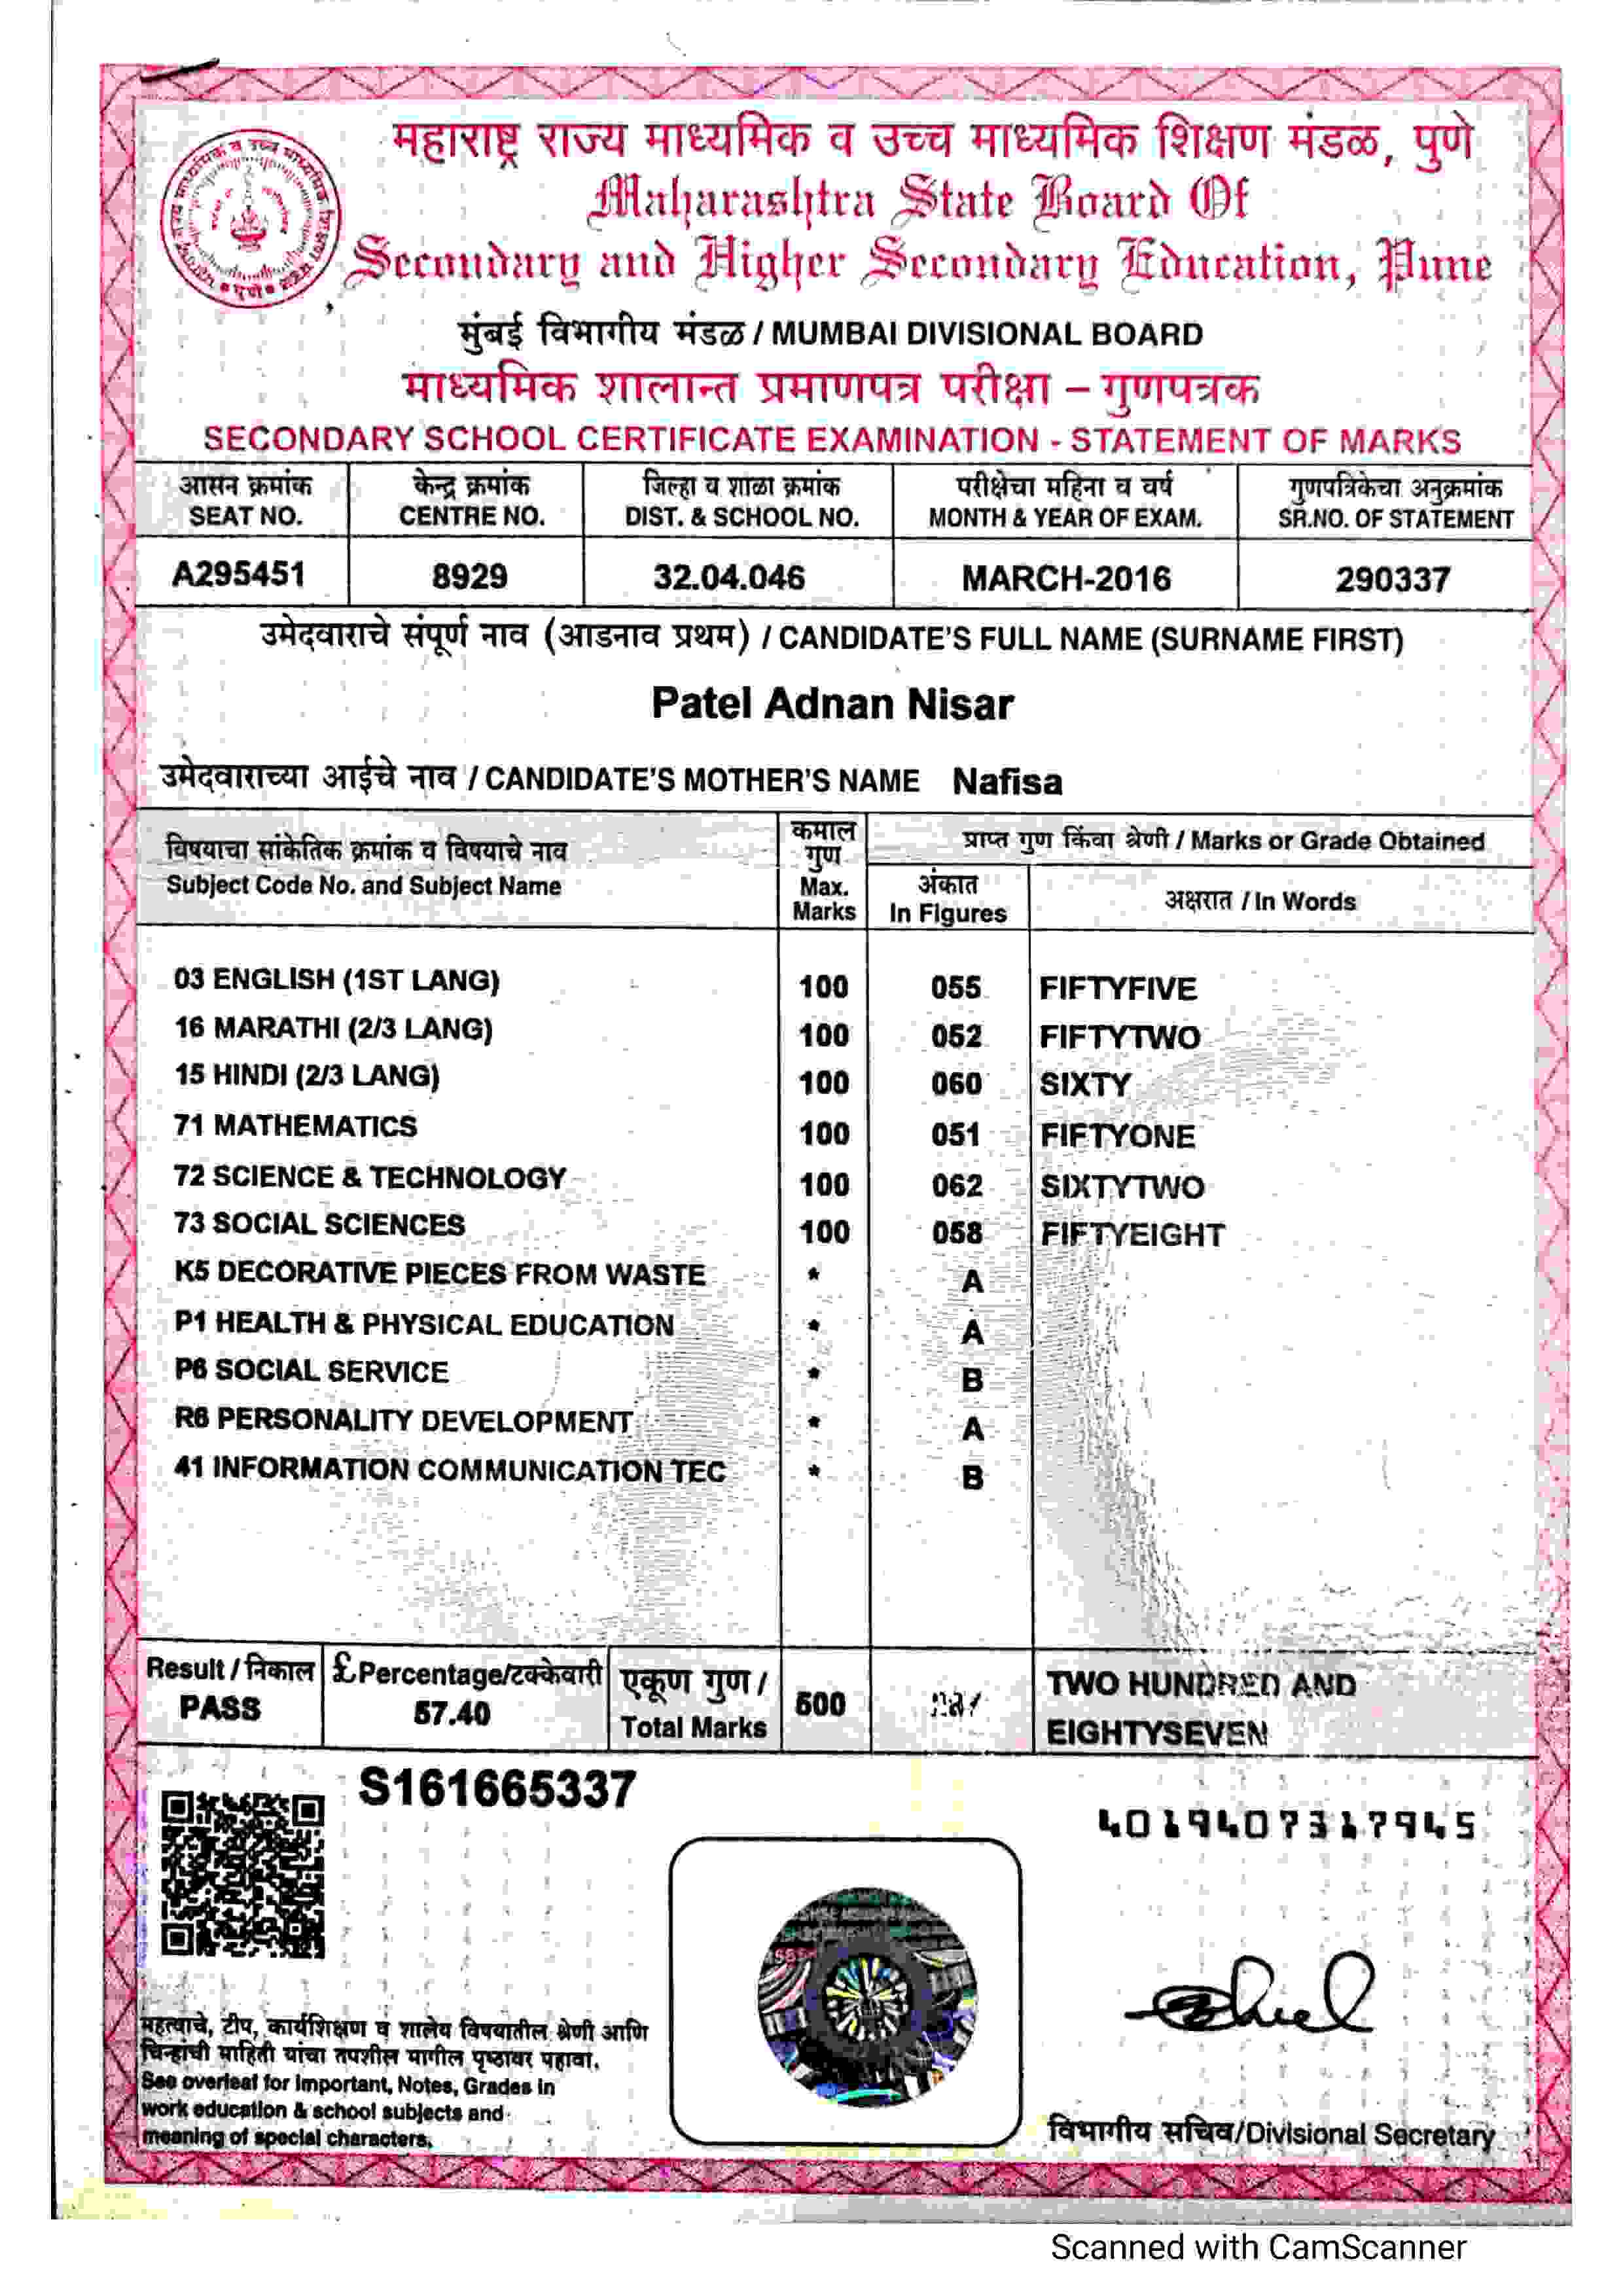 महाराष्ट्र राज्य माध्यमिक व उच्च माध्यमिक शिक्षण मंडळ, पुणे
Maharashtra State Board Of
Secondary and Higher Secondary Education, Pune
मुंबई विभागीय मंडळ / MUMBAI DIVISIONAL BOARD
माध्यमिक शालान्त प्रमाणपत्र परीक्षा – गुणपत्रक
SECONDARY SCHOOL CERTIFICATE EXAMINATION - STATEMENT OF MARKS
आसन क्रमांक केन्द्र क्रमांक जिल्हा व शाळा क्रमांक परीक्षेचा महिना व वर्ष गुणपत्रिकेचा अनुक्रमांक
SEAT NO. CENTRE NO. DIST. & SCHOOL NO. MONTH & YEAR OF EXAM. SR.NO. OF STATEMENT
A295451 8929 32.04.046 MARCH-2016 290337
उमेदवाराचे संपूर्ण नाव (आडनाव प्रथम) / CANDIDATE'S FULL NAME (SURNAME FIRST)
Patel Adnan Nisar
उमेदवाराच्या आईचे नाव / CANDIDATE'S MOTHER'S NAME Nafisa
विषयाचा सांकेतिक क्रमांक व विषयाचे नाव
Subject Code No. and Subject Name
कमाल
गुण
Max.
Marks
प्राप्त गुण किंवा श्रेणी / Marks or Grade Obtained
अंकात
In Figures
अक्षरात / In Words
03 ENGLISH (1ST LANG) 100 055 FIFTYFIVE
16 MARATHI (2/3 LANG) 100 052 FIFTYTWO
15 HINDI (2/3 LANG) 100 060 SIXTY
71 MATHEMATICS 100 051 FIFTYONE
72 SCIENCE & TECHNOLOGY 100 062 SIXTYTWO
73 SOCIAL SCIENCES 100 058 FIFTYEIGHT
K5 DECORATIVE PIECES FROM WASTE * A
P1 HEALTH & PHYSICAL EDUCATION * A
P6 SOCIAL SERVICE * B
R6 PERSONALITY DEVELOPMENT * A
41 INFORMATION COMMUNICATION TEC * B
Result / निकाल £ Percentage/टक्केवारी एकूण गुण /
PASS 57.40 Total Marks 500
TWO HUNDRED AND
EIGHTYSEVEN
S161665337
4019407317945
महत्वाचे, टीप, कार्यशिक्षण व शालेय विषयातील श्रेणी आणि
चिन्हांची माहिती यांचा तपशील मागील पृष्ठावर पहावा.
See overleaf for Important, Notes, Grades in
work education & school subjects and
meaning of special characters.
विभागीय सचिव/Divisional Secretary
Scanned with CamScanner